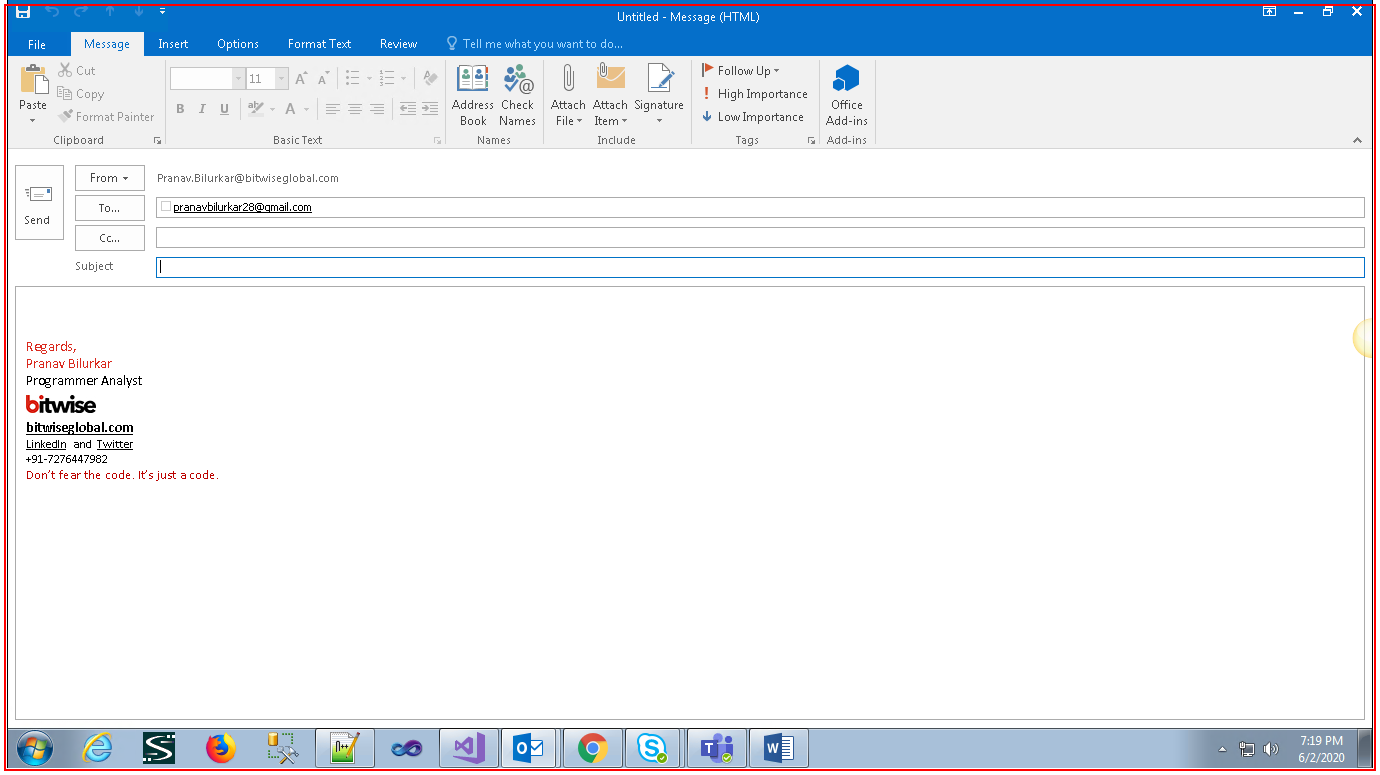 Untitled - Message (HTML)
File Message Insert Options Format Text Review Tell me what you want to do...
Paste
Cut
Copy
Format Painter
Clipboard
11
B I U
Basic Text
Address Book
Check Names
Names
Attach File
Attach Item
Signature
Include
Follow Up
High Importance
Low Importance
Tags
Office Add-ins
Add-ins
Send
From Pranav.Bilurkar@bitwiseglobal.com
To... pranavbilurkar28@gmail.com
Cc...
Subject
Regards,
Pranav Bilurkar
Programmer Analyst
bitwise
bitwiseglobal.com
LinkedIn and Twitter
+91-7276447982
Don't fear the code. It's just a code.
7:19 PM
6/2/2020